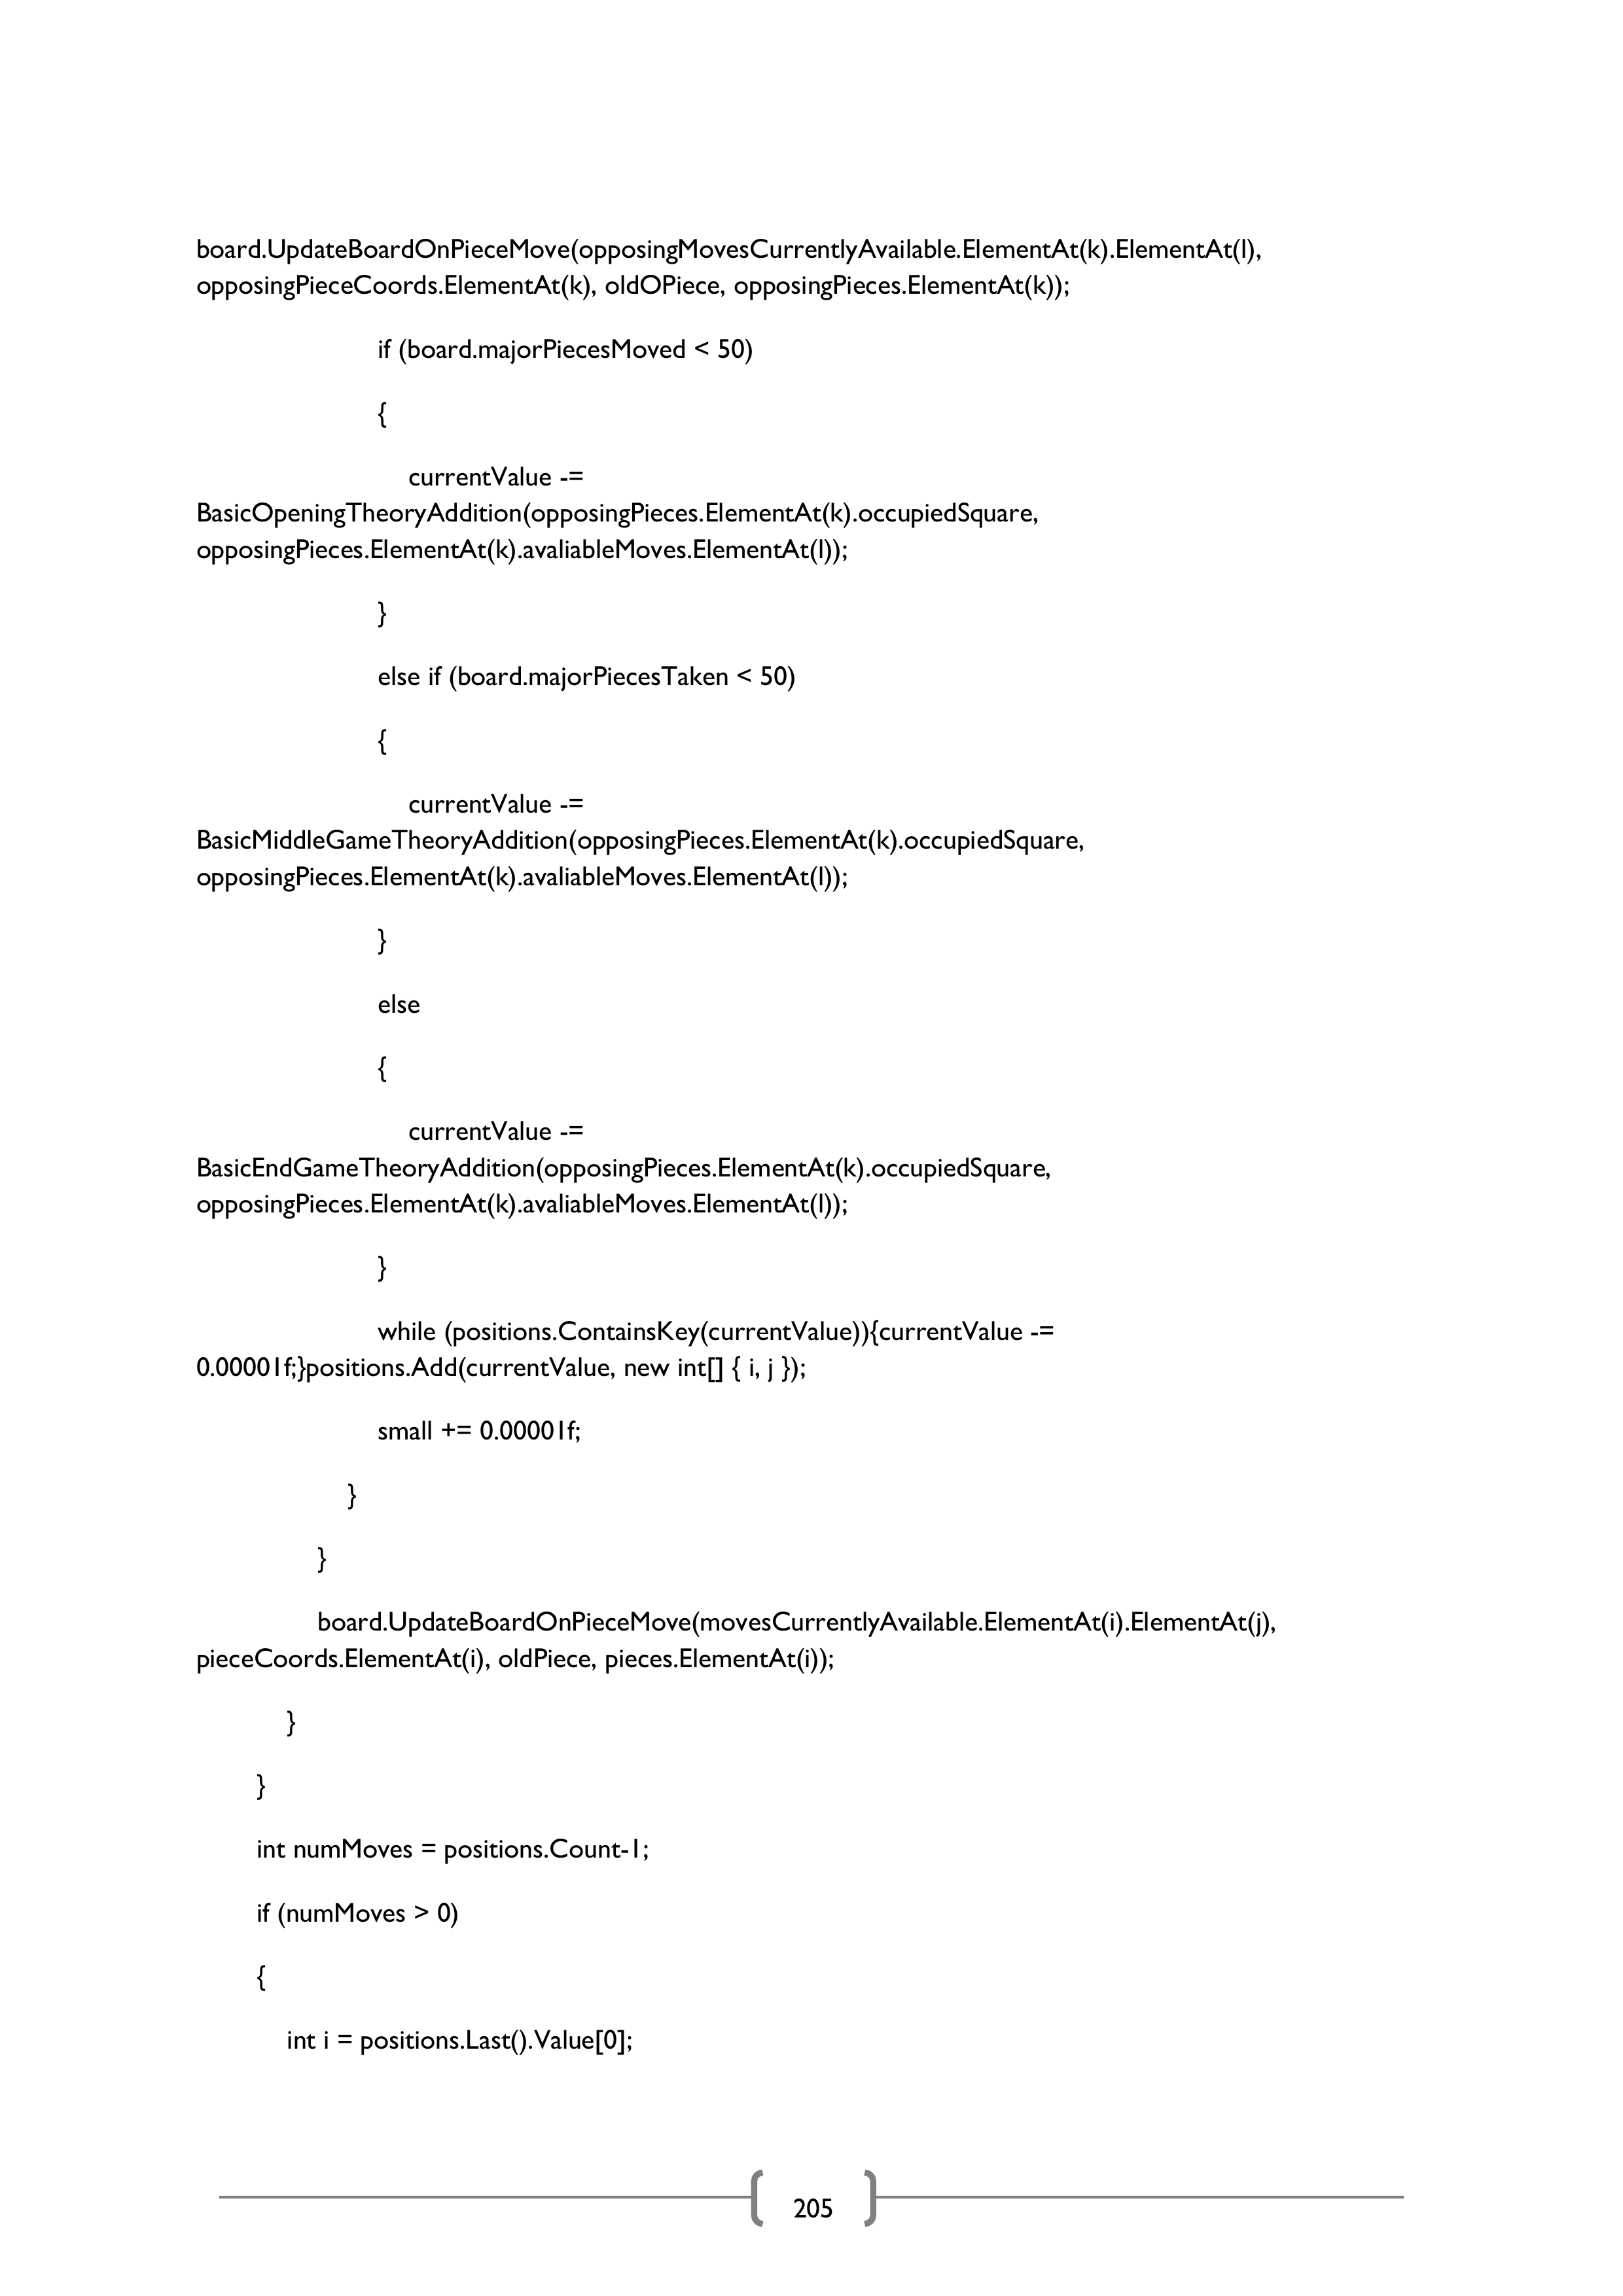 board.UpdateBoardOnPieceMove(opposingMovesCurrentlyAvailable.ElementAt(k).ElementAt(l),
opposingPieceCoords.ElementAt(k), oldOPiece, opposingPieces.ElementAt(k));
if (board.majorPiecesMoved < 50)
{
currentValue -=
BasicOpeningTheoryAddition(opposingPieces.ElementAt(k).occupiedSquare,
opposingPieces.ElementAt(k).avaliableMoves.ElementAt(l));
}
else if (board.majorPiecesTaken < 50)
{
currentValue -=
BasicMiddleGameTheoryAddition(opposingPieces.ElementAt(k).occupiedSquare,
opposingPieces.ElementAt(k).avaliableMoves.ElementAt(l));
}
else
{
currentValue -=
BasicEndGameTheoryAddition(opposingPieces.ElementAt(k).occupiedSquare,
opposingPieces.ElementAt(k).avaliableMoves.ElementAt(l));
}
while (positions.ContainsKey(currentValue)){currentValue -=
0.00001f;}positions.Add(currentValue, new int[] { i, j });
small += 0.00001f;
}
}
board.UpdateBoardOnPieceMove(movesCurrentlyAvailable.ElementAt(i).ElementAt(j),
pieceCoords.ElementAt(i), oldPiece, pieces.ElementAt(i));
}
}
int numMoves = positions.Count-1;
if (numMoves > 0)
{
int i = positions.Last().Value[0];
205